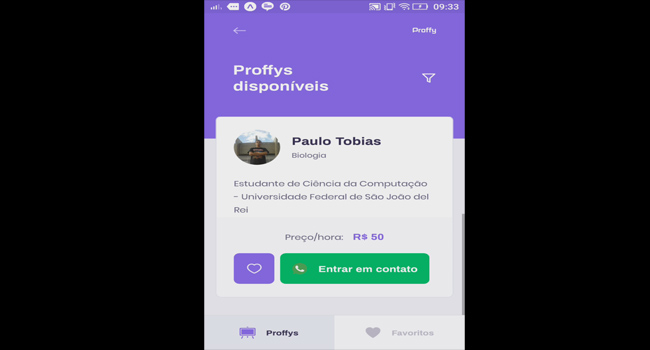 09:33
Proffy
Proffys
disponíveis
Paulo Tobias
Biologia
Estudante de Ciência da Computação
- Universidade Federal de São João del
Rei
Preço/hora: R$ 50
Entrar em contato
Proffys
Favoritos